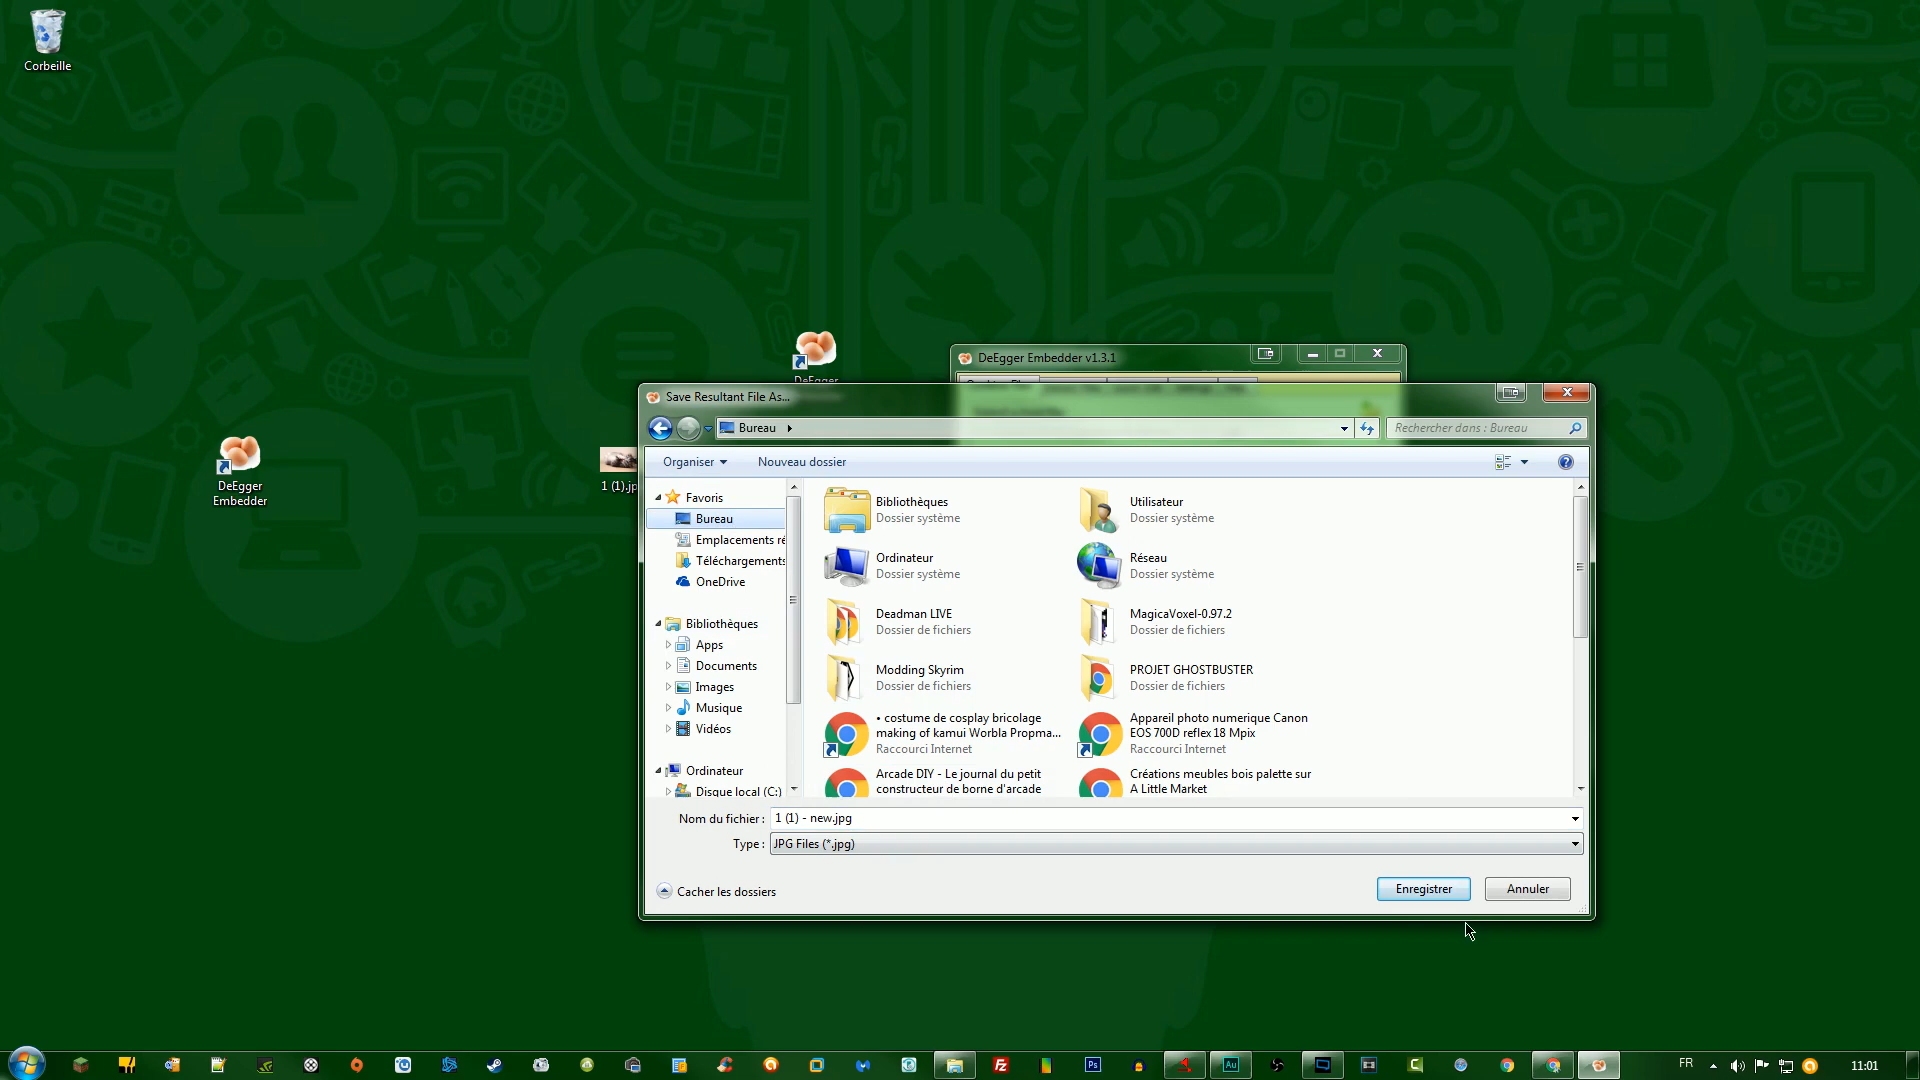 Corbeille
DeEgger
DeEgger
Embedder
1 (1).jp
DeEgger Embedder v1.3.1
Save Resultant File As...
Bureau
Rechercher dans : Bureau
Organiser
Nouveau dossier
Favoris
Bureau
Emplacements ré
Téléchargements
OneDrive
Bibliothèques
Apps
Documents
Images
Musique
Vidéos
Ordinateur
Disque local (C:)
Bibliothèques
Dossier système
Utilisateur
Dossier système
Ordinateur
Dossier système
Réseau
Dossier système
Deadman LIVE
Dossier de fichiers
MagicaVoxel-0.97.2
Dossier de fichiers
Modding Skyrim
Dossier de fichiers
PROJET GHOSTBUSTER
Dossier de fichiers
• costume de cosplay bricolage
making of kamui Worbla Propma...
Raccourci Internet
Appareil photo numerique Canon
EOS 700D reflex 18 Mpix
Raccourci Internet
Arcade DIY - Le journal du petit
constructeur de borne d'arcade
Créations meubles bois palette sur
A Little Market
Nom du fichier :
1 (1) - new.jpg
Type :
JPG Files (*.jpg)
Cacher les dossiers
Enregistrer
Annuler
Fz
Ps
Au
FR
11:01